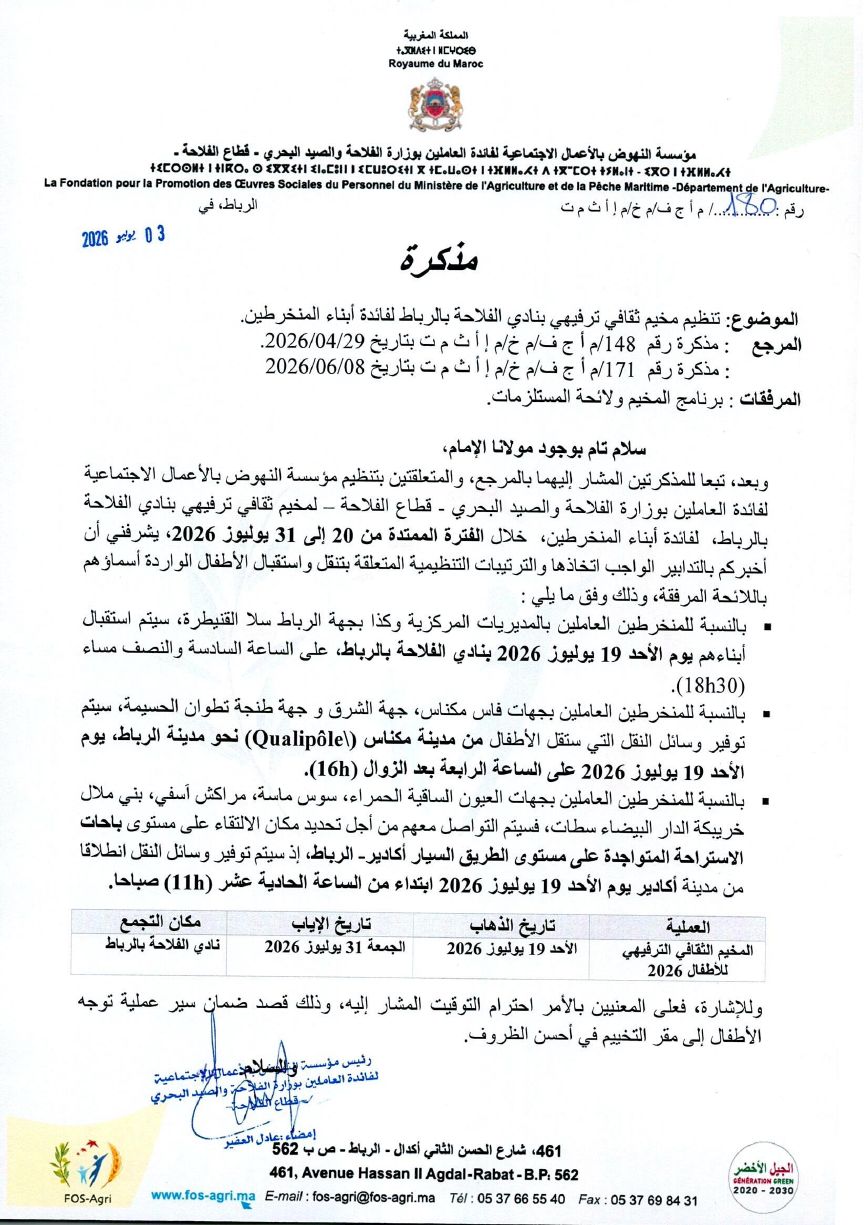 المملكة المغربية
ⵜⴰⴳⵍⴷⵉⵜ ⵏ ⵍⵎⵖⵔⵉⴱ
Royaume du Maroc
مؤسسة النهوض بالأعمال الاجتماعية لفائدة العاملين بوزارة الفلاحة والصيد البحري - قطاع الفلاحة -
La Fondation pour la Promotion des Œuvres Sociales du Personnel du Ministère de l'Agriculture et de la Pêche Maritime -Département de l'Agriculture-
رقم : 180 / م أ ج ف/م خ/م إ أ ث م ت
الرباط، في
03 يوليو 2026
مذكرة
الموضوع: تنظيم مخيم ثقافي ترفيهي بنادي الفلاحة بالرباط لفائدة أبناء المنخرطين.
المرجع : مذكرة رقم 148/م أ ج ف/م خ/م إ أ ث م ت بتاريخ 2026/04/29.
: مذكرة رقم 171/م أ ج ف/م خ/م إ أ ث م ت بتاريخ 2026/06/08
المرفقات : برنامج المخيم ولائحة المستلزمات.
سلام تام بوجود مولانا الإمام،
وبعد، تبعا للمذكرتين المشار إليهما بالمرجع، والمتعلقتين بتنظيم مؤسسة النهوض بالأعمال الاجتماعية
لفائدة العاملين بوزارة الفلاحة والصيد البحري - قطاع الفلاحة – لمخيم ثقافي ترفيهي بنادي الفلاحة
بالرباط، لفائدة أبناء المنخرطين، خلال الفترة الممتدة من 20 إلى 31 يوليوز 2026، يشرفني أن
أخبركم بالتدابير الواجب اتخاذها والترتيبات التنظيمية المتعلقة بتنقل واستقبال الأطفال الواردة أسماؤهم
باللائحة المرفقة، وذلك وفق ما يلي :
▪ بالنسبة للمنخرطين العاملين بالمديريات المركزية وكذا بجهة الرباط سلا القنيطرة، سيتم استقبال
أبناءهم يوم الأحد 19 يوليوز 2026 بنادي الفلاحة بالرباط، على الساعة السادسة والنصف مساء
(18h30).
▪ بالنسبة للمنخرطين العاملين بجهات فاس مكناس، جهة الشرق و جهة طنجة تطوان الحسيمة، سيتم
توفير وسائل النقل التي ستقل الأطفال من مدينة مكناس (\Qualipôle) نحو مدينة الرباط، يوم
الأحد 19 يوليوز 2026 على الساعة الرابعة بعد الزوال (16h).
▪ بالنسبة للمنخرطين العاملين بجهات العيون الساقية الحمراء، سوس ماسة، مراكش آسفي، بني ملال
خريبكة الدار البيضاء سطات، فسيتم التواصل معهم من أجل تحديد مكان الالتقاء على مستوى باحات
الاستراحة المتواجدة على مستوى الطريق السيار أكادير- الرباط، إذ سيتم توفير وسائل النقل انطلاقا
من مدينة أكادير يوم الأحد 19 يوليوز 2026 ابتداء من الساعة الحادية عشر (11h) صباحا.
العملية تاريخ الذهاب تاريخ الإياب مكان التجمع
المخيم الثقافي الترفيهي الأحد 19 يوليوز 2026 الجمعة 31 يوليوز 2026 نادي الفلاحة بالرباط
للأطفال 2026
وللإشارة، فعلى المعنيين بالأمر احترام التوقيت المشار إليه، وذلك قصد ضمان سير عملية توجه
الأطفال إلى مقر التخييم في أحسن الظروف.
والسلام
رئيس مؤسسة النهوض بالأعمال الاجتماعية
لفائدة العاملين بوزارة الفلاحة والصيد البحري
قطاع الفلاحة
إمضاء: عادل العفير
461، شارع الحسن الثاني أكدال - الرباط - ص ب 562
461, Avenue Hassan II Agdal-Rabat - B.P: 562
www.fos-agri.ma E-mail : fos-agri@fos-agri.ma Tél : 05 37 66 55 40 Fax : 05 37 69 84 31
FOS-Agri
الجيل الأخضر
GÉNÉRATION GREEN
2020 - 2030